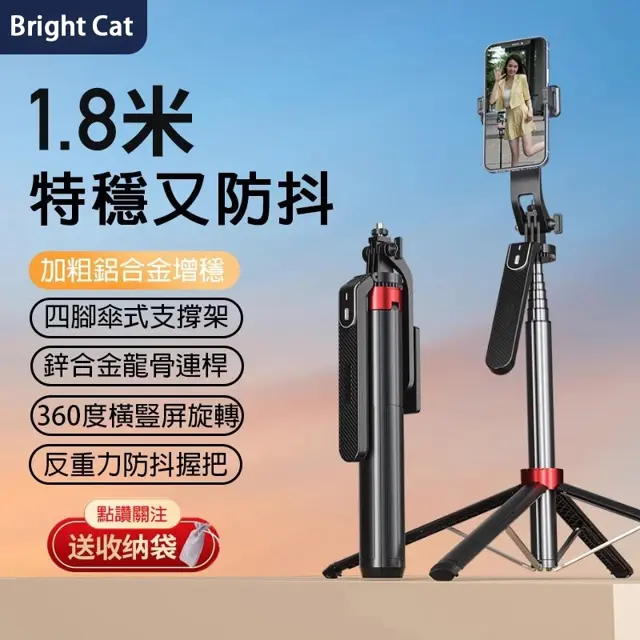 Bright Cat
1.8米
特穩又防抖
加粗鋁合金增穩
四腳傘式支撐架
鋅合金龍骨連桿
360度橫豎屏旋轉
反重力防抖握把
點讚關注
送收纳袋